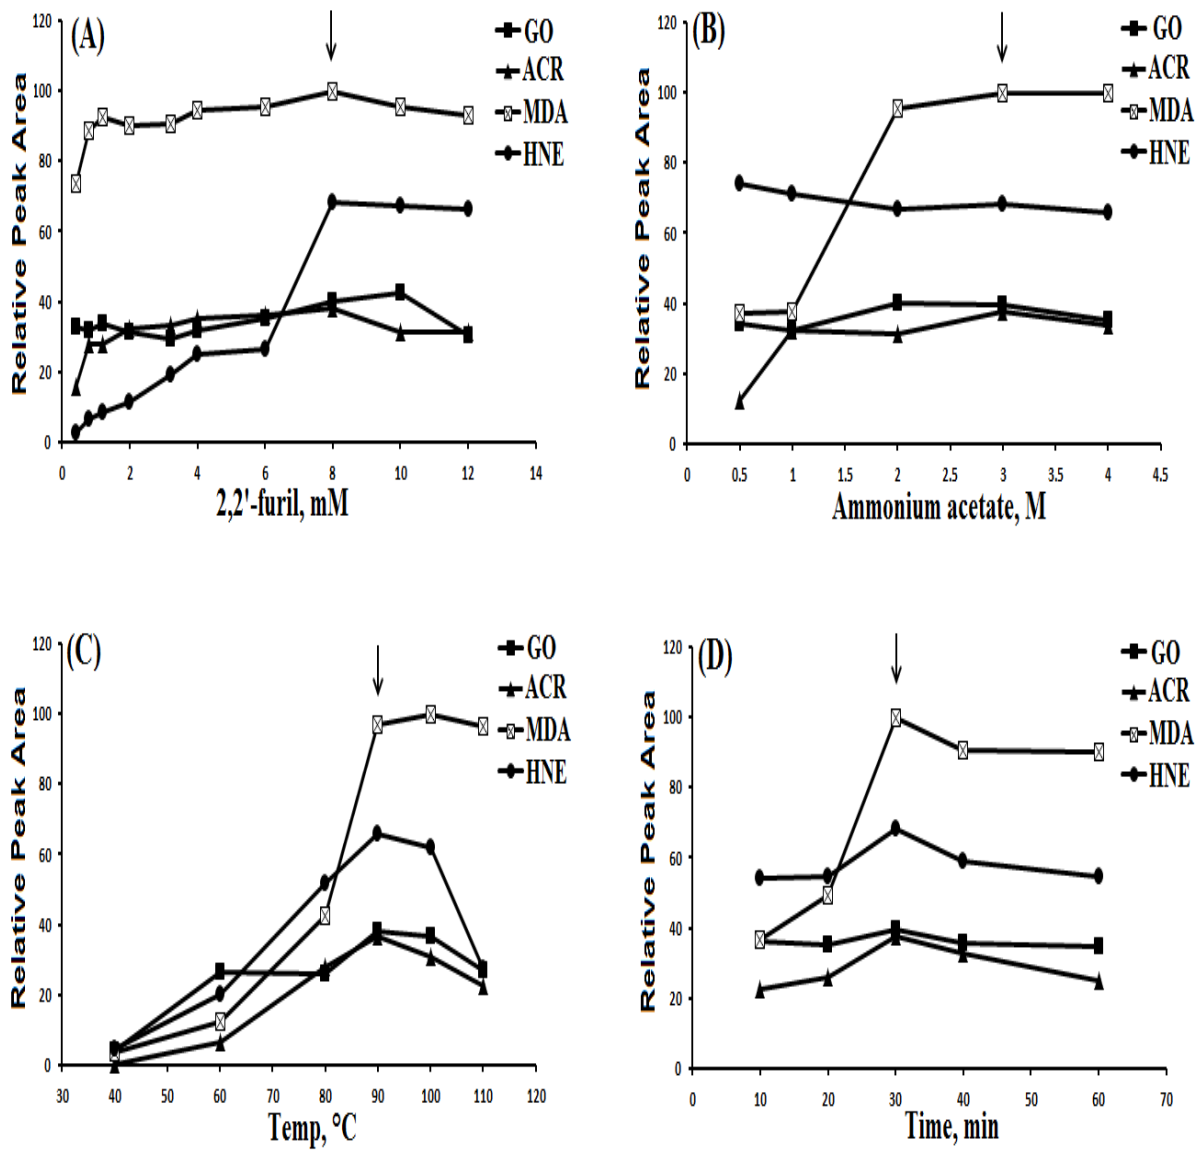 (A)
GO
ACR
MDA
HNE
Relative Peak Area
120
100
80
60
40
20
0
0 2 4 6 8 10 12 14
2,2'-furil, mM
(B)
GO
ACR
MDA
HNE
Relative Peak Area
120
100
80
60
40
20
0
0 0.5 1 1.5 2 2.5 3 3.5 4 4.5
Ammonium acetate, M
(C)
GO
ACR
MDA
HNE
Relative Peak Area
120
100
80
60
40
20
0
30 40 50 60 70 80 90 100 110 120
Temp, °C
(D)
GO
ACR
MDA
HNE
Relative Peak Area
120
100
80
60
40
20
0
0 10 20 30 40 50 60 70
Time, min